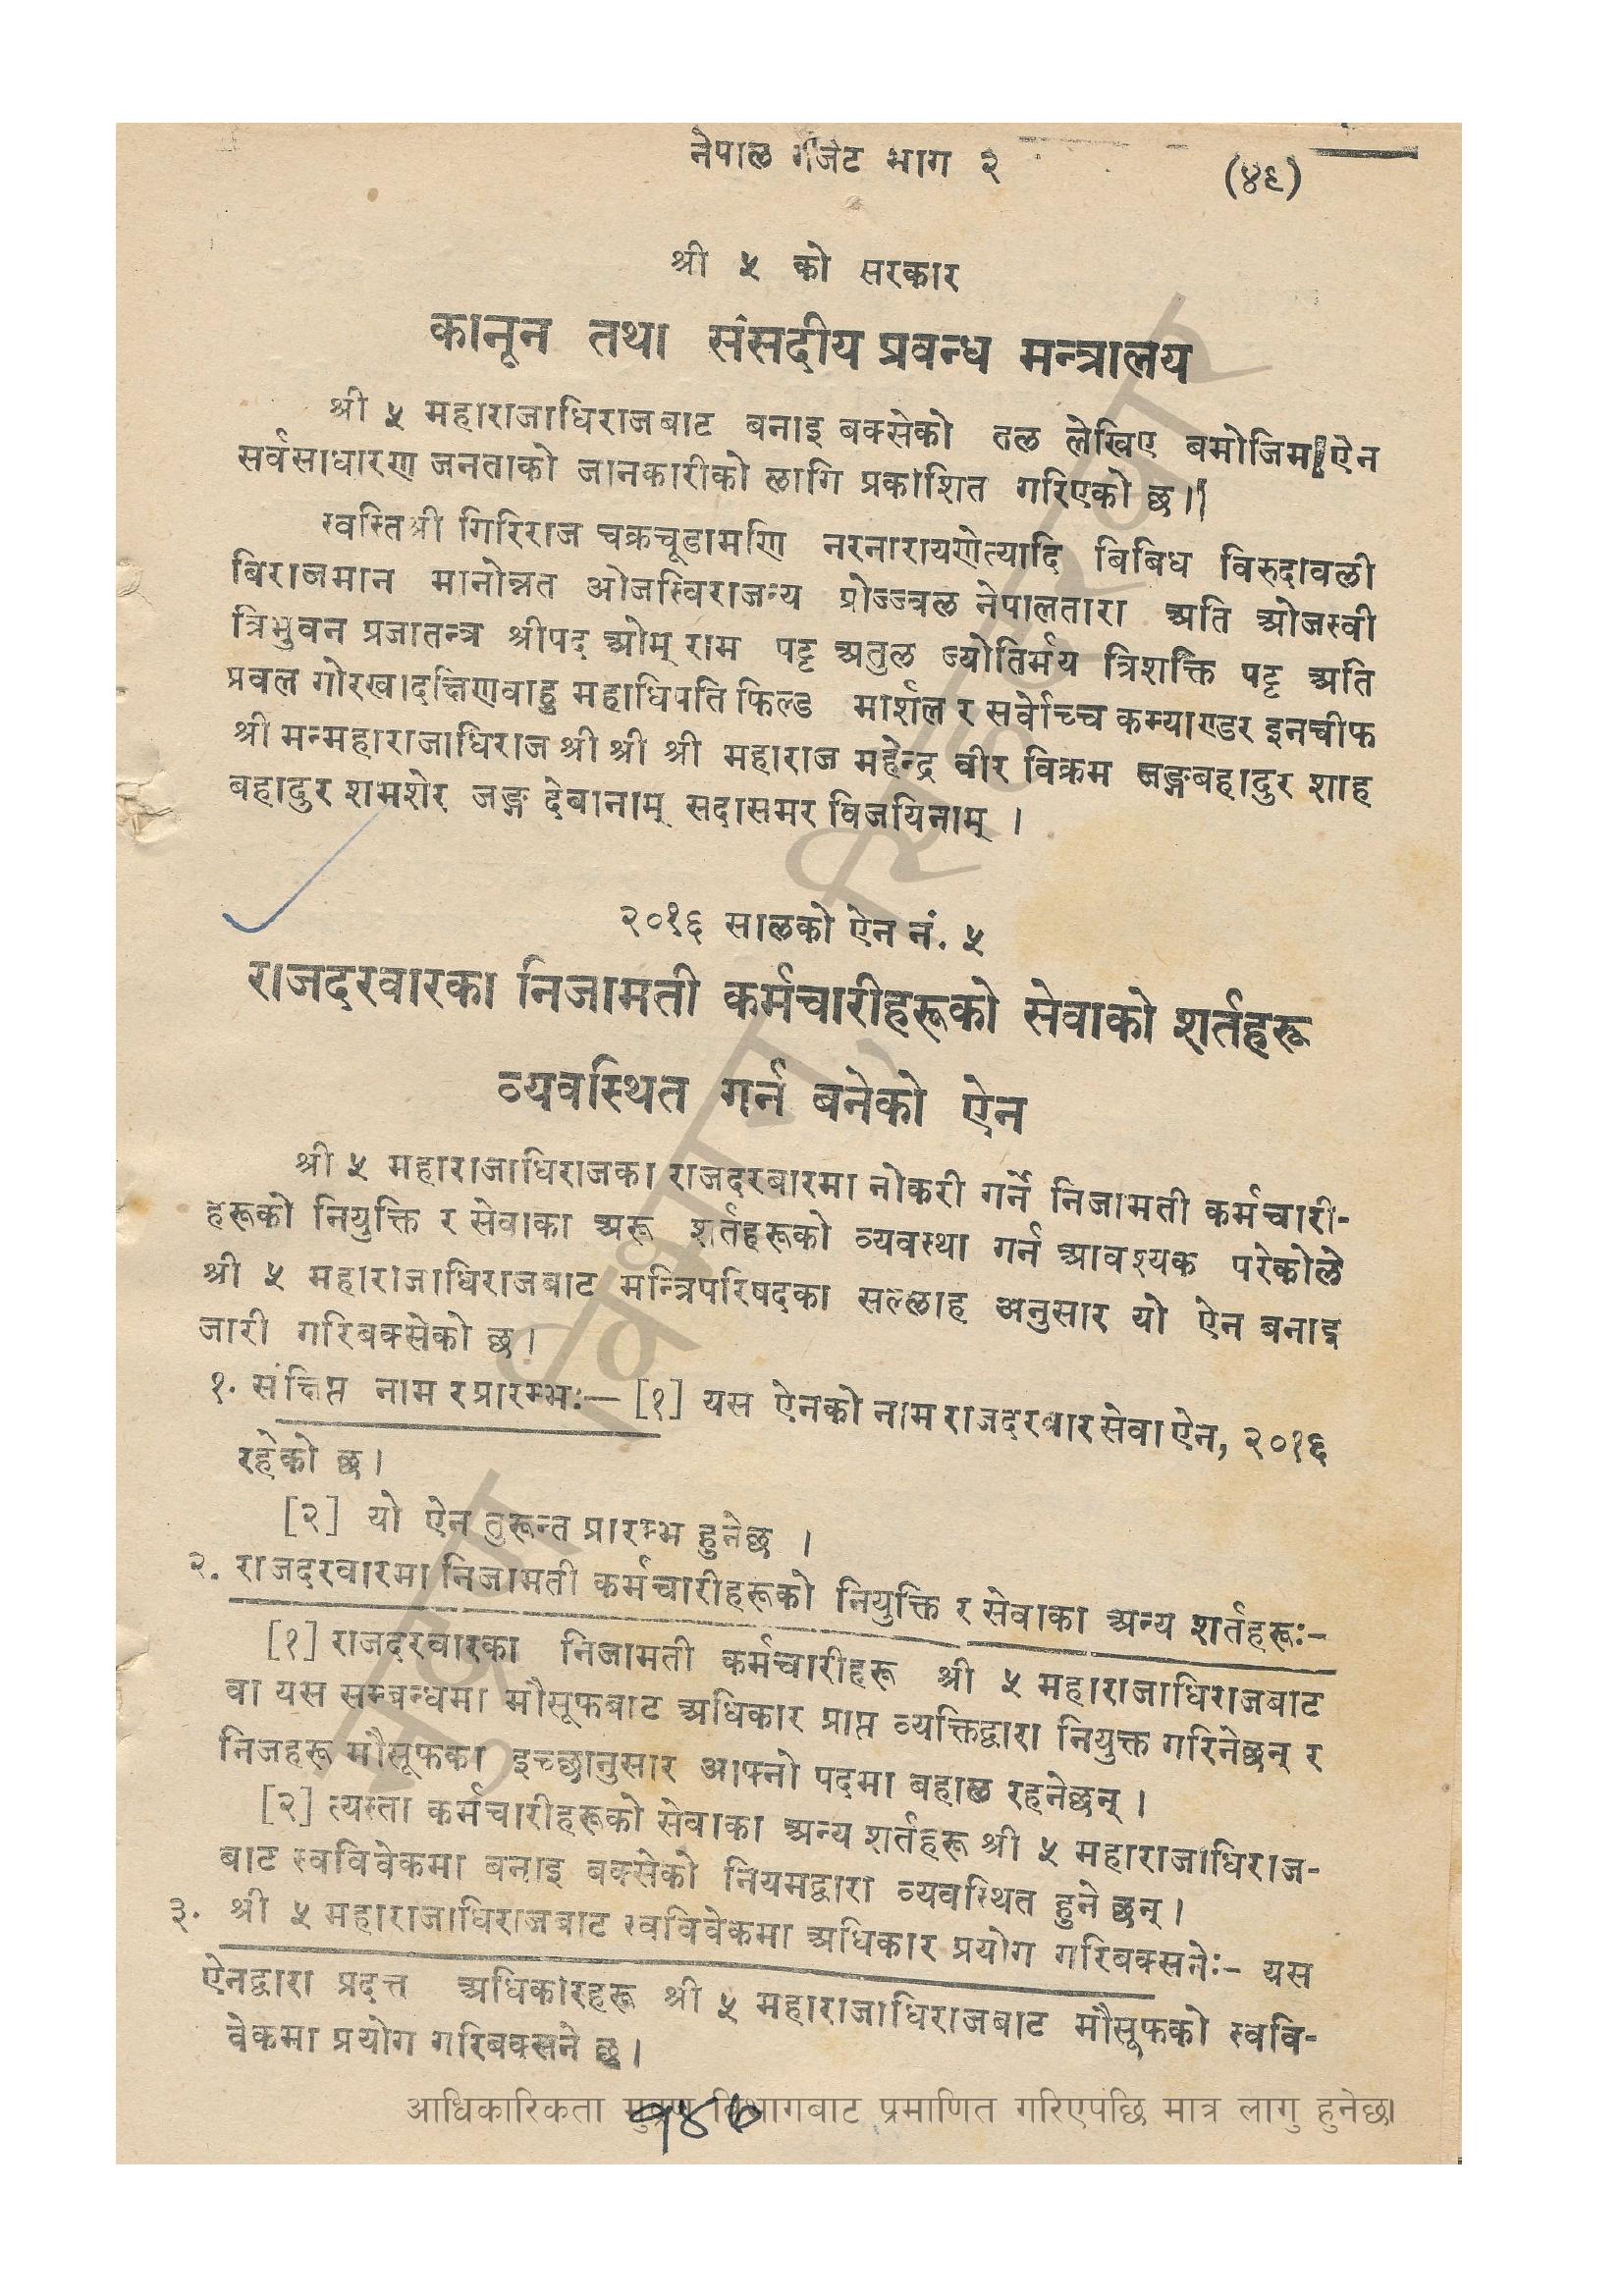 नेपाल गजेट भाग २
(४९)
श्री ५ को सरकार
कानून तथा संसदीय प्रवन्ध मन्त्रालय
श्री ५ महाराजाधिराजबाट बनाइ बक्सेको तल लेखिए बमोजिम ऐन
सर्वसाधारण जनताको जानकारीको लागि प्रकाशित गरिएको छ।
स्वस्तिश्री गिरिराज चक्रचूडामणि नरनारायणेत्यादि बिबिध विरुदावली
बिराजमान मानोन्नत ओजस्विराजन्य प्रोज्ज्वल नेपालतारा अति ओजस्वी
त्रिभुवन प्रजातन्त्र श्रीपद ओम् राम पट्ट अतुल ज्योतिर्मय त्रिशक्ति पट्ट अति
प्रवल गोरखादक्षिणवाहु महाधिपति फिल्ड मार्शल र सर्वोच्च कम्याण्डर इनचीफ
श्री मन्महाराजाधिराज श्री श्री श्री महाराज महेन्द्र वीर विक्रम जङ्गबहादुर शाह
बहादुर शमशेर जङ्ग देबानाम् सदासमर विजयिनाम् ।
२०१६ सालको ऐन नं. ५
राजदरवारका निजामती कर्मचारीहरूको सेवाको शर्तहरू
व्यवस्थित गर्न बनेको ऐन
श्री ५ महाराजाधिराजका राजदरबारमा नोकरी गर्ने निजामती कर्मचारी-
हरूको नियुक्ति र सेवाका अरू शर्तहरूको व्यवस्था गर्न आवश्यक परेकोले
श्री ५ महाराजाधिराजबाट मन्त्रिपरिषदका सल्लाह अनुसार यो ऐन बनाइ
जारी गरिबक्सेको छ।
१. संक्षिप्त नाम र प्रारम्भ:— [१] यस ऐनको नाम राजदरबार सेवा ऐन, २०१६
रहेको छ।
[२] यो ऐन तुरून्त प्रारम्भ हुनेछ ।
२. राजदरवारमा निजामती कर्मचारीहरूको नियुक्ति र सेवाका अन्य शर्तहरू:–
[१] राजदरवारका निजामती कर्मचारीहरू श्री ५ महाराजाधिराजबाट
वा यस सम्बन्धमा मौसूफबाट अधिकार प्राप्त व्यक्तिद्वारा नियुक्त गरिनेछन् र
निजहरू मौसूफका इच्छानुसार आफ्नो पदमा बहाल रहनेछन् ।
[२] त्यस्ता कर्मचारीहरूको सेवाका अन्य शर्तहरू श्री ५ महाराजाधिराज-
बाट स्वविवेकमा बनाइ बक्सेको नियमद्वारा व्यवस्थित हुने छन् ।
३. श्री ५ महाराजाधिराजबाट स्वविवेकमा अधिकार प्रयोग गरिबक्सने:– यस
ऐनद्वारा प्रदत्त अधिकारहरू श्री ५ महाराजाधिराजबाट मौसूफको स्ववि-
वेकमा प्रयोग गरिबक्सने छ।
आधिकारिकता मुद्रण विभागबाट प्रमाणित गरिएपछि मात्र लागु हुनेछ।